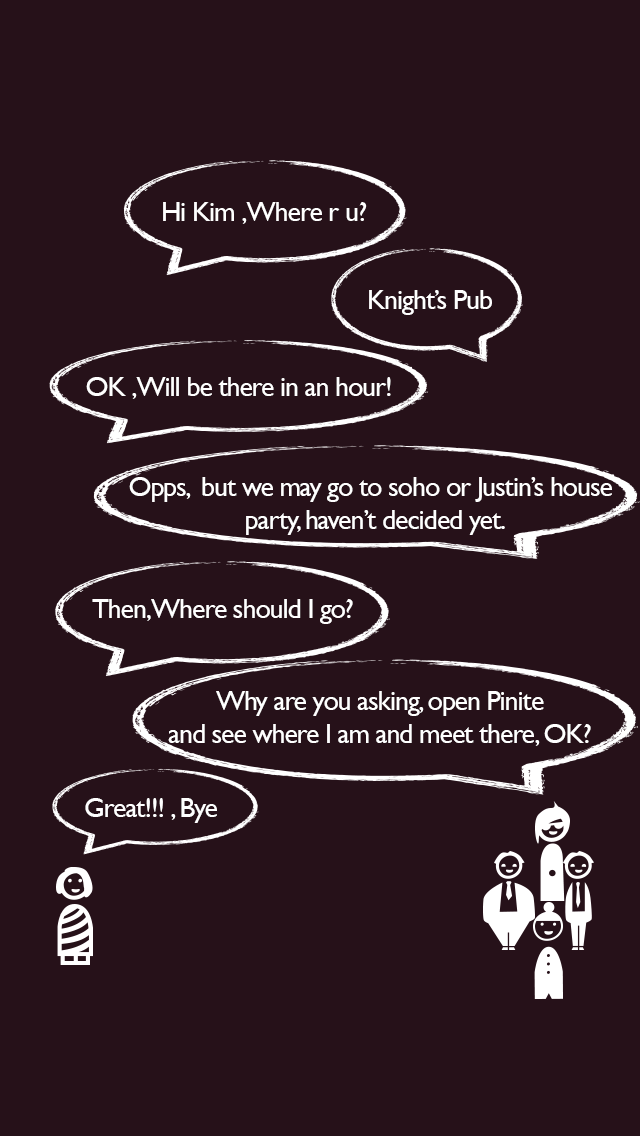 Hi Kim ,Where r u?
Knight's Pub
OK ,Will be there in an hour!
Opps, but we may go to soho or Justin's house
party, haven't decided yet.
Then,Where should I go?
Why are you asking, open Pinite
and see where I am and meet there, OK?
Great!!! , Bye